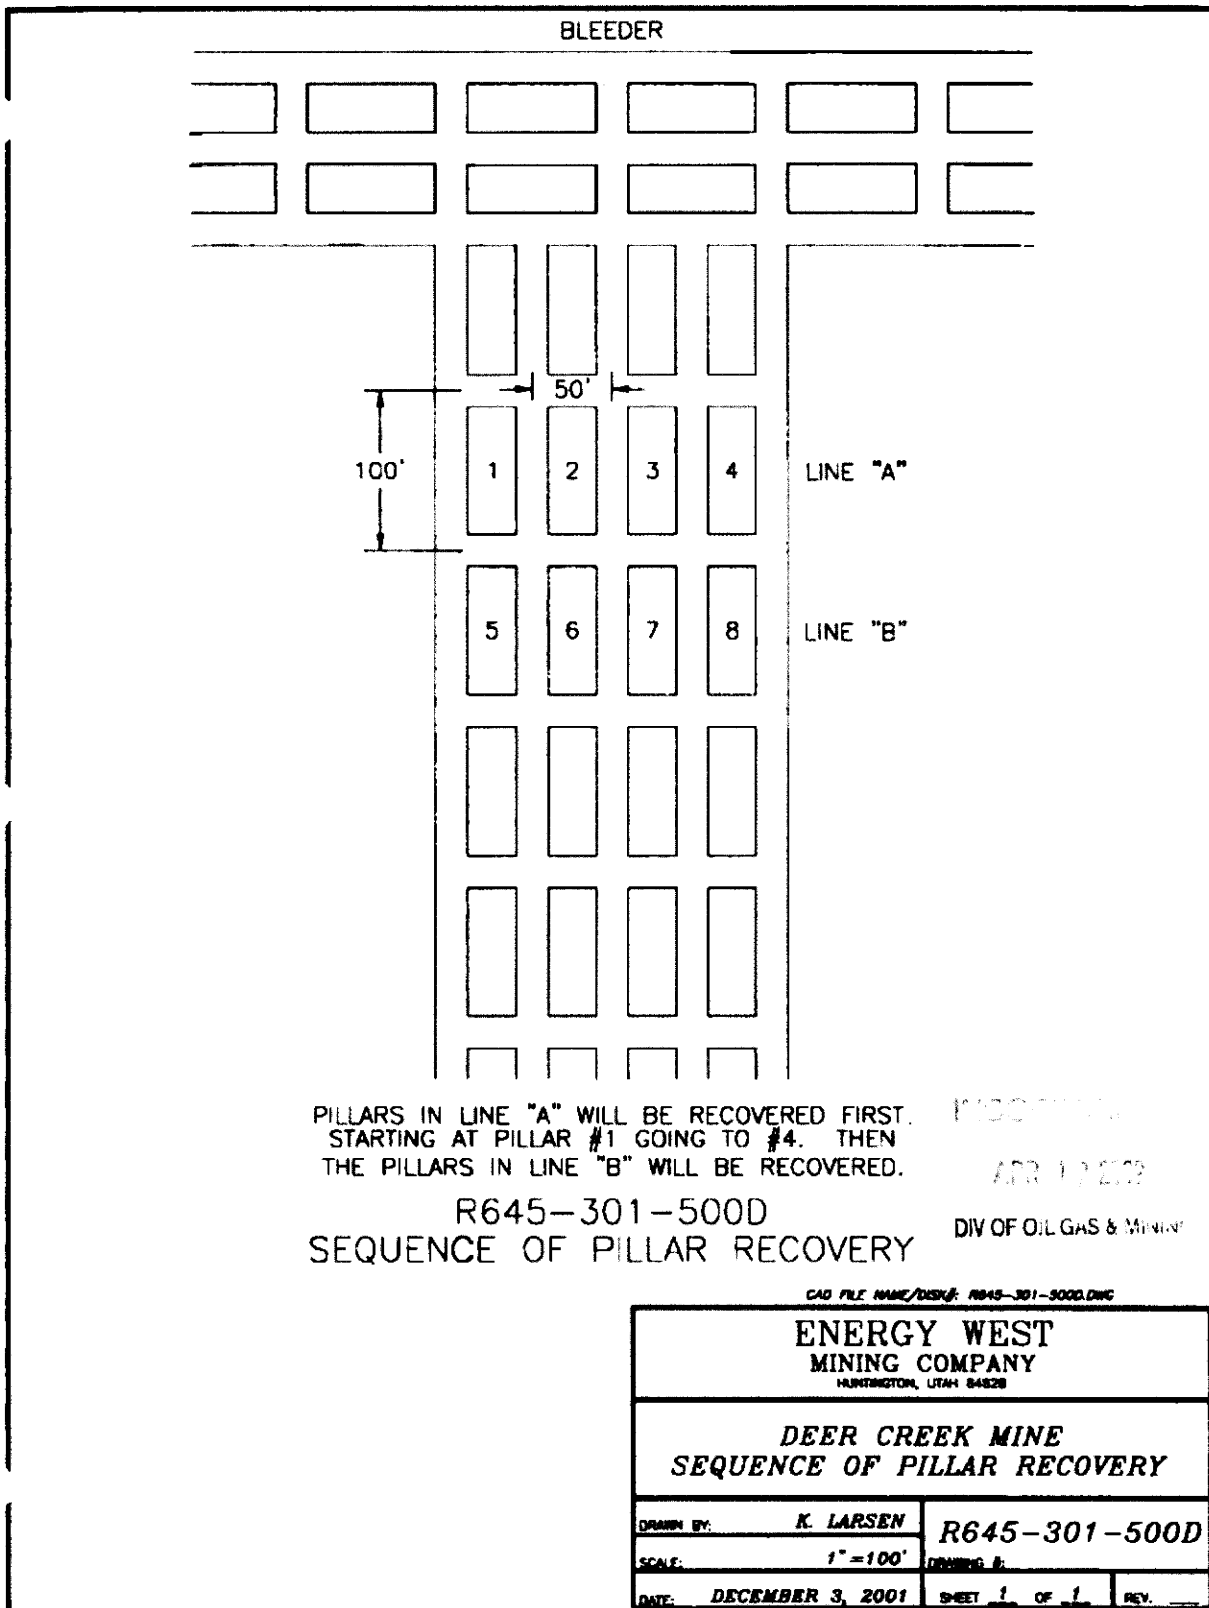 BLEEDER
50'
100'
1 2 3 4 LINE "A"
5 6 7 8 LINE "B"
PILLARS IN LINE "A" WILL BE RECOVERED FIRST.
STARTING AT PILLAR #1 GOING TO #4. THEN
THE PILLARS IN LINE "B" WILL BE RECOVERED.
R645-301-500D
SEQUENCE OF PILLAR RECOVERY
APR
DIV OF OIL GAS & MINING
CAD FILE NAME/DISK#: R645-301-500D.DWG
ENERGY WEST
MINING COMPANY
HUNTINGTON, UTAH 84528
DEER CREEK MINE
SEQUENCE OF PILLAR RECOVERY
DRAWN BY: K. LARSEN
R645-301-500D
SCALE: 1"=100'
DRAWING #:
DATE: DECEMBER 3, 2001
SHEET 1 OF 1
REV.